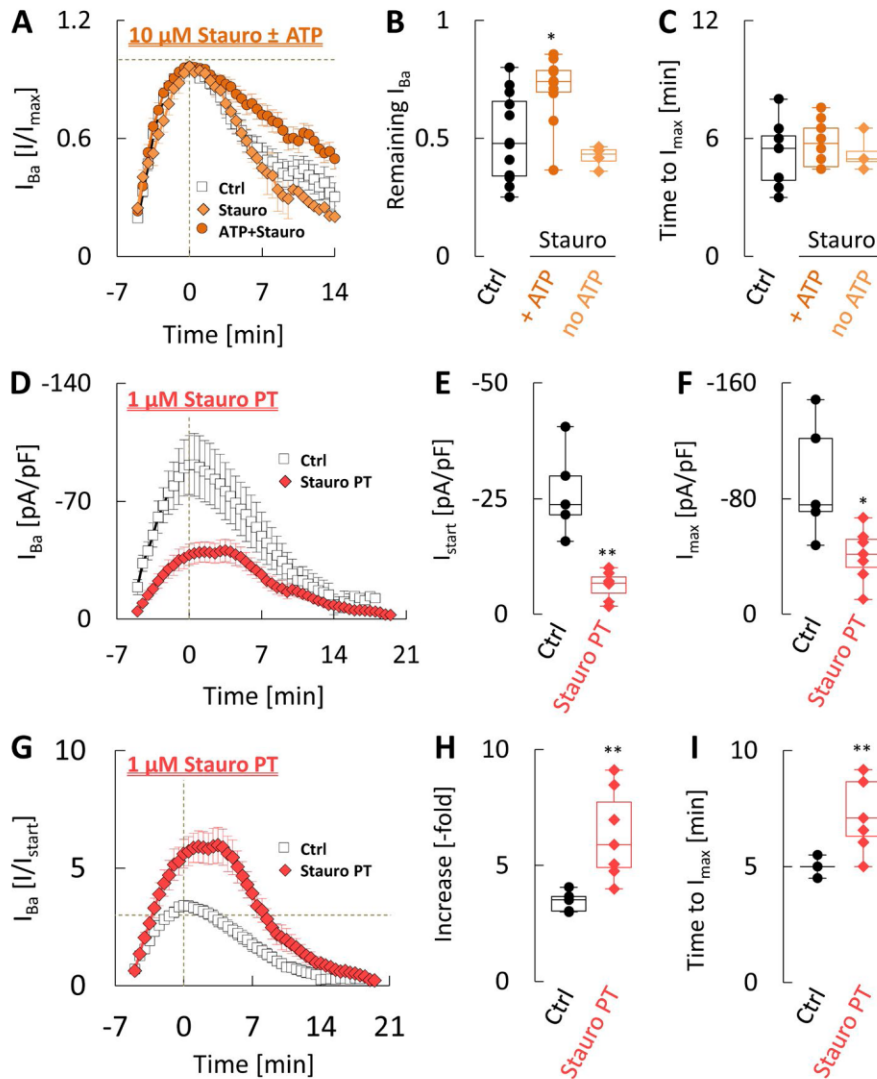 A
10 µM Stauro ± ATP
I_Ba [I/I_max]
1.2
0.6
0
Ctrl
Stauro
ATP+Stauro
-7 0 7 14
Time [min]
B
Remaining I_Ba
1
0.5
0
*
Stauro
Ctrl
+ ATP
no ATP
C
Time to I_max [min]
12
6
0
Stauro
Ctrl
+ ATP
no ATP
D
1 µM Stauro PT
I_Ba [pA/pF]
-140
-70
0
Ctrl
Stauro PT
-7 0 7 14 21
Time [min]
E
I_start [pA/pF]
-50
-25
0
**
Ctrl
Stauro PT
F
I_max [pA/pF]
-160
-80
0
*
Ctrl
Stauro PT
G
1 µM Stauro PT
I_Ba [I/I_start]
10
5
0
Ctrl
Stauro PT
-7 0 7 14 21
Time [min]
H
Increase [-fold]
10
5
0
**
Ctrl
Stauro PT
I
Time to I_max [min]
10
5
0
**
Ctrl
Stauro PT